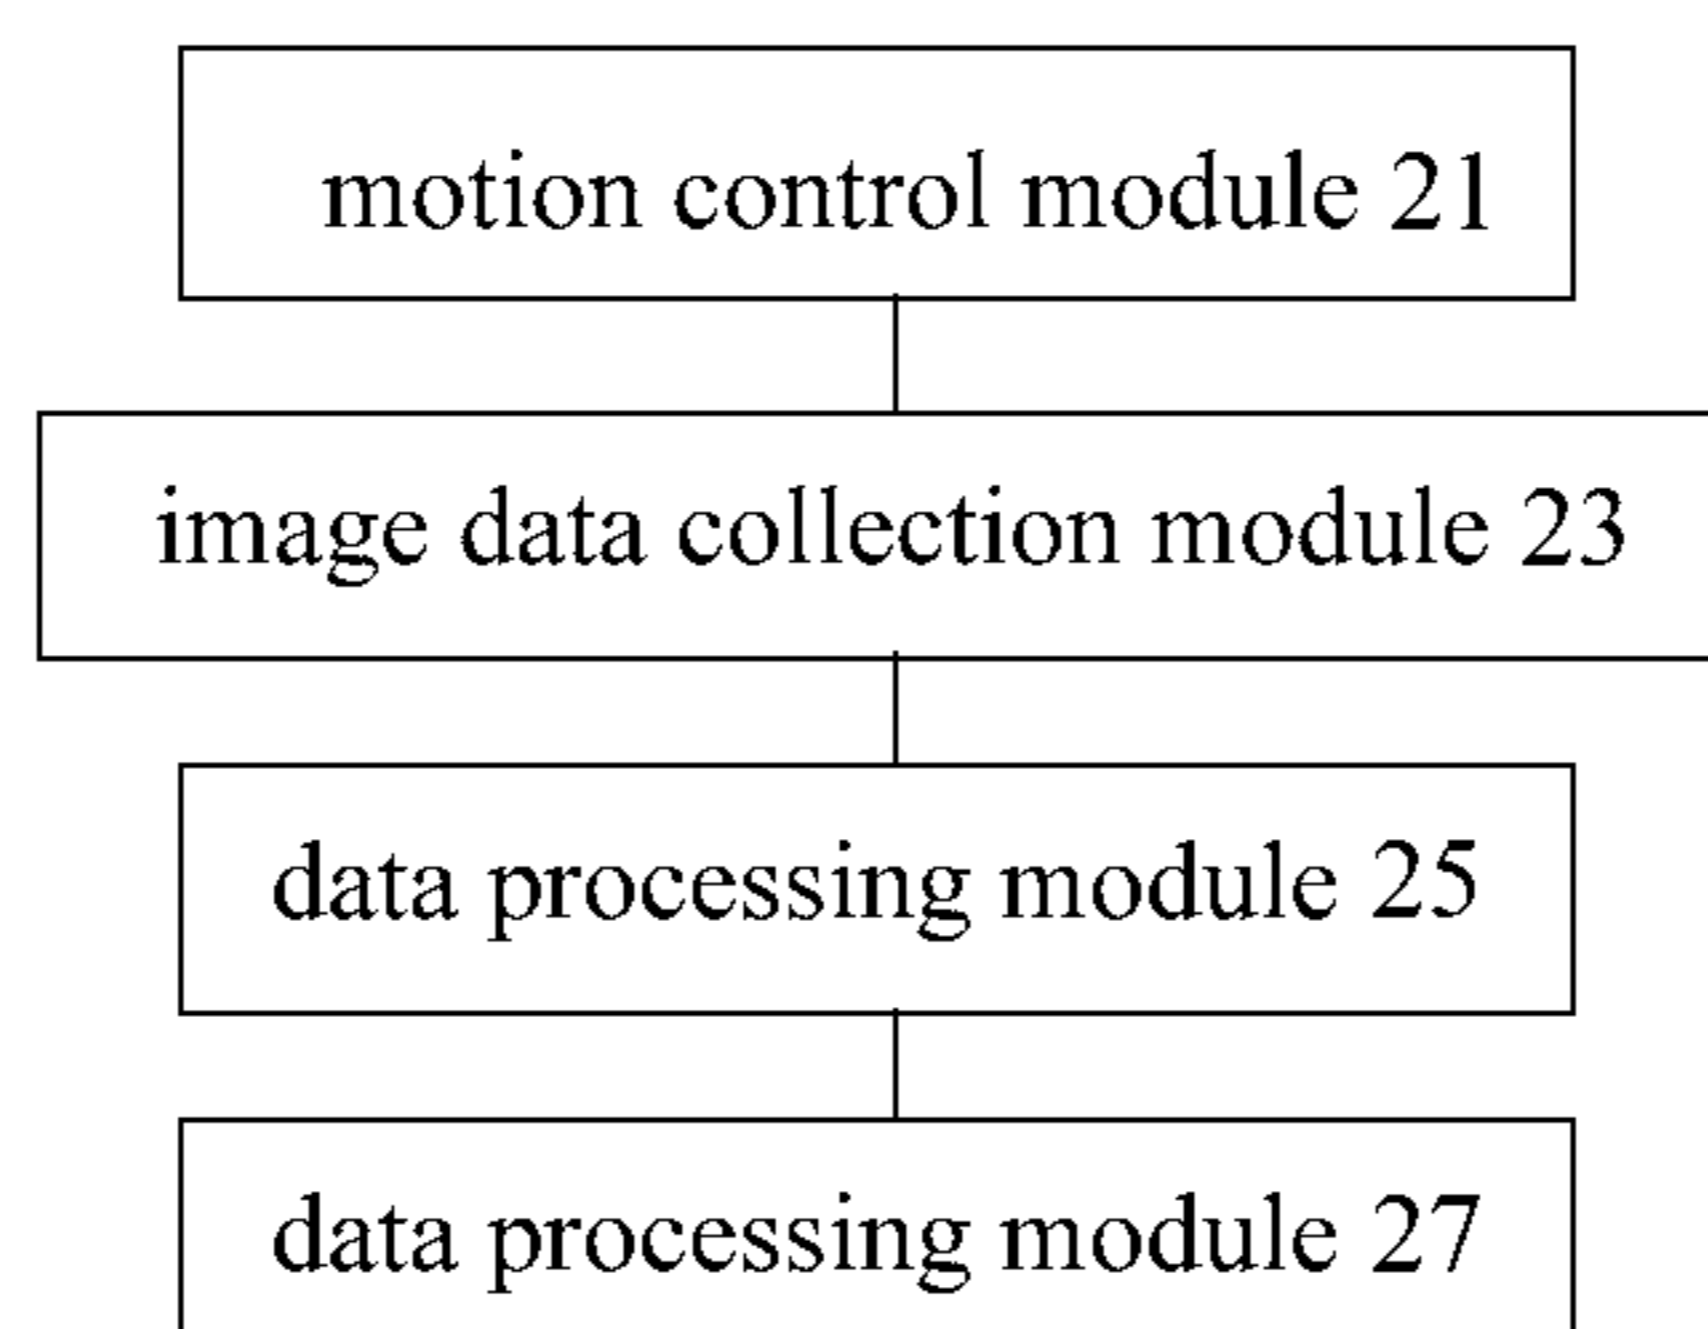 motion control module 21
image data collection module 23
data processing module 25
data processing module 27